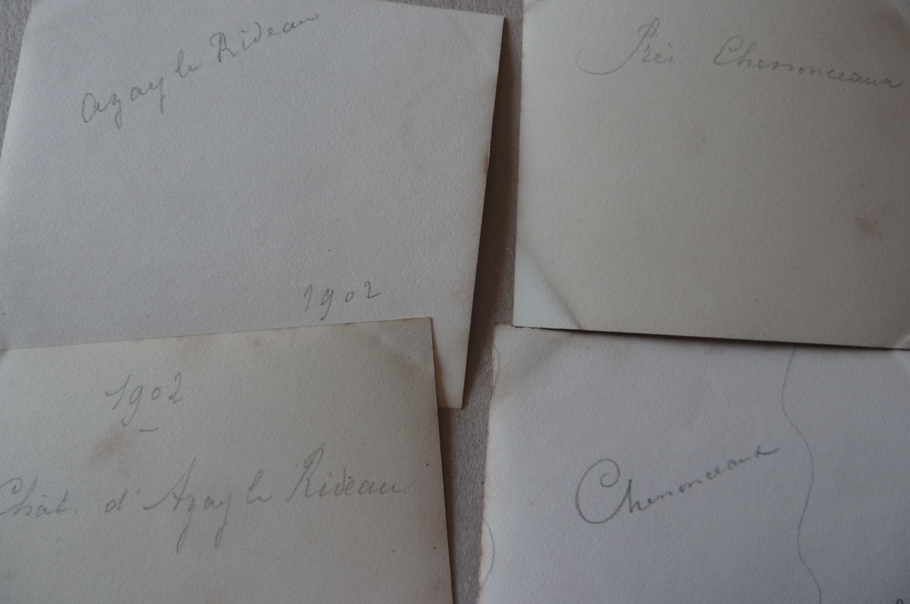 Azay le Rideau
1902
Près Chenonceaux
1902
Chât. d'Azay le Rideau
Chenonceaux